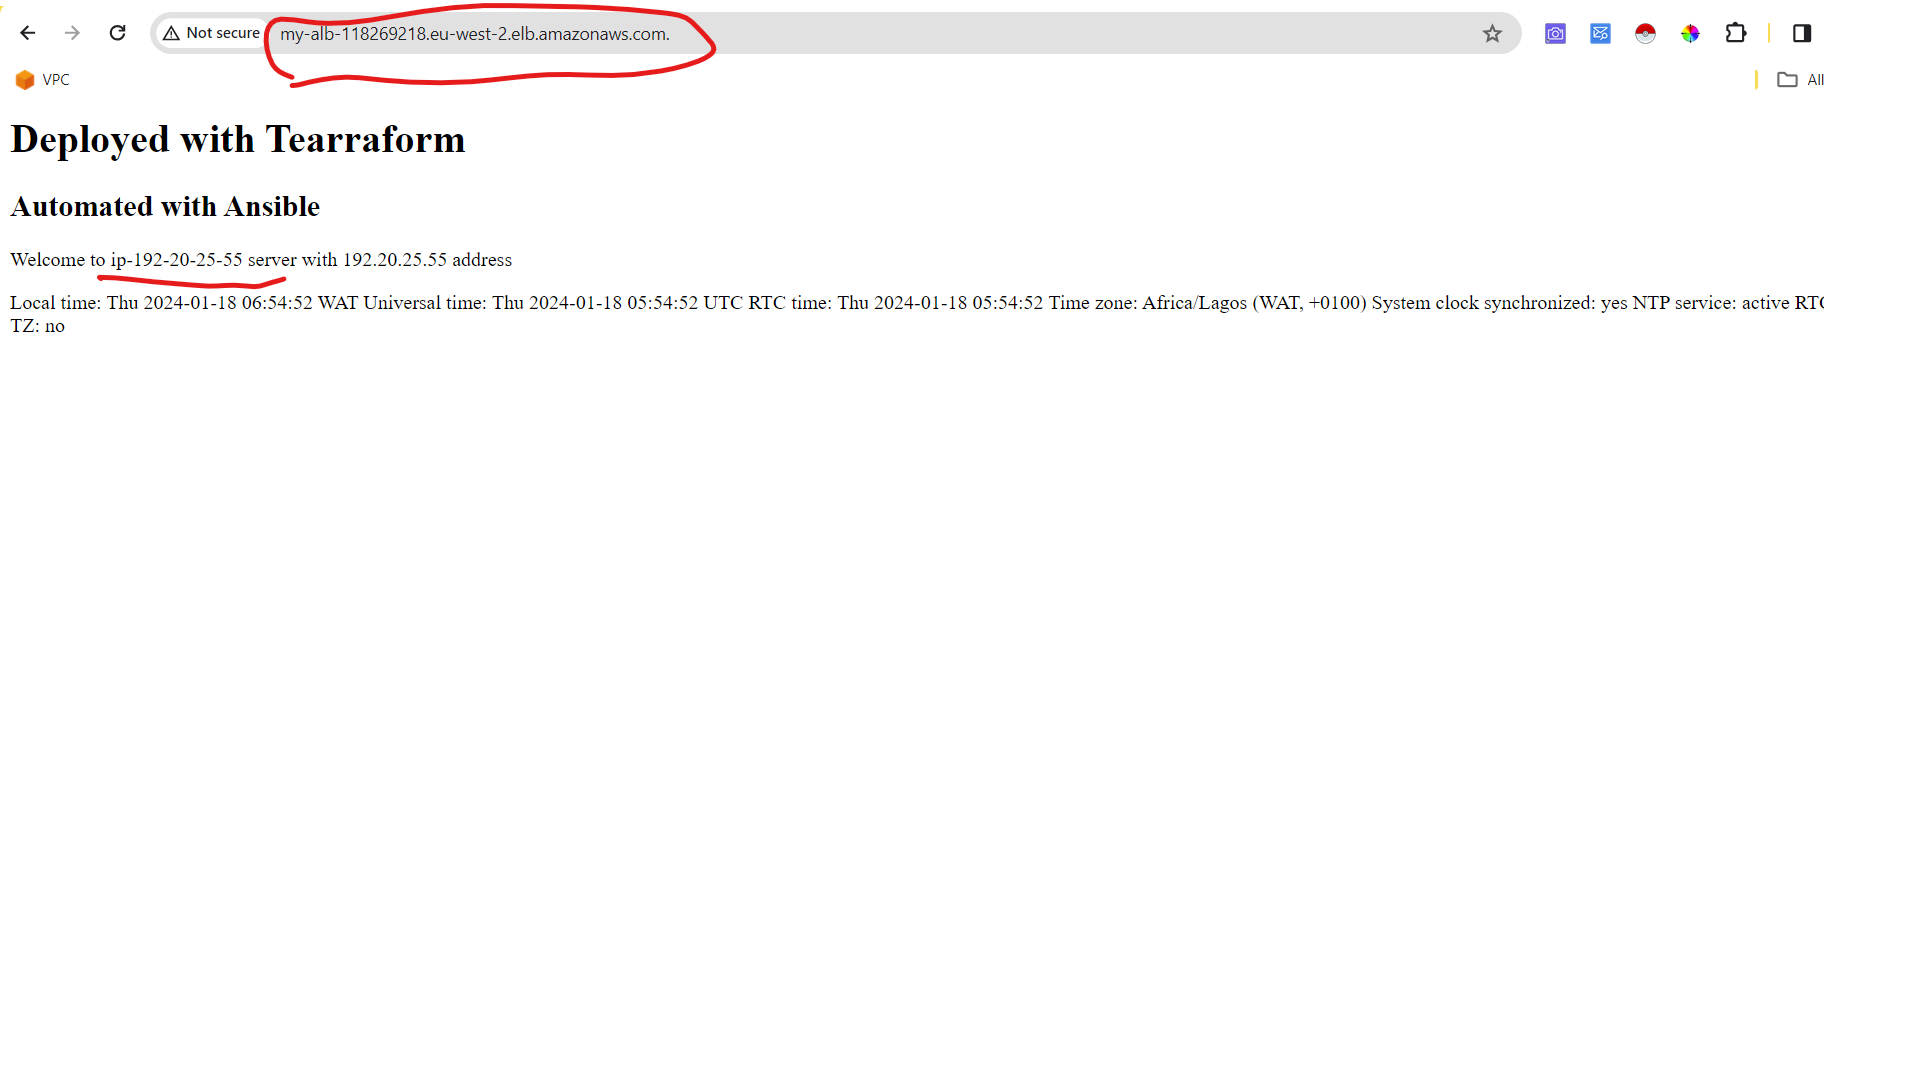 Not secure my-alb-118269218.eu-west-2.elb.amazonaws.com.
VPC All
Deployed with Tearraform
Automated with Ansible
Welcome to ip-192-20-25-55 server with 192.20.25.55 address
Local time: Thu 2024-01-18 06:54:52 WAT Universal time: Thu 2024-01-18 05:54:52 UTC RTC time: Thu 2024-01-18 05:54:52 Time zone: Africa/Lagos (WAT, +0100) System clock synchronized: yes NTP service: active
TZ: no